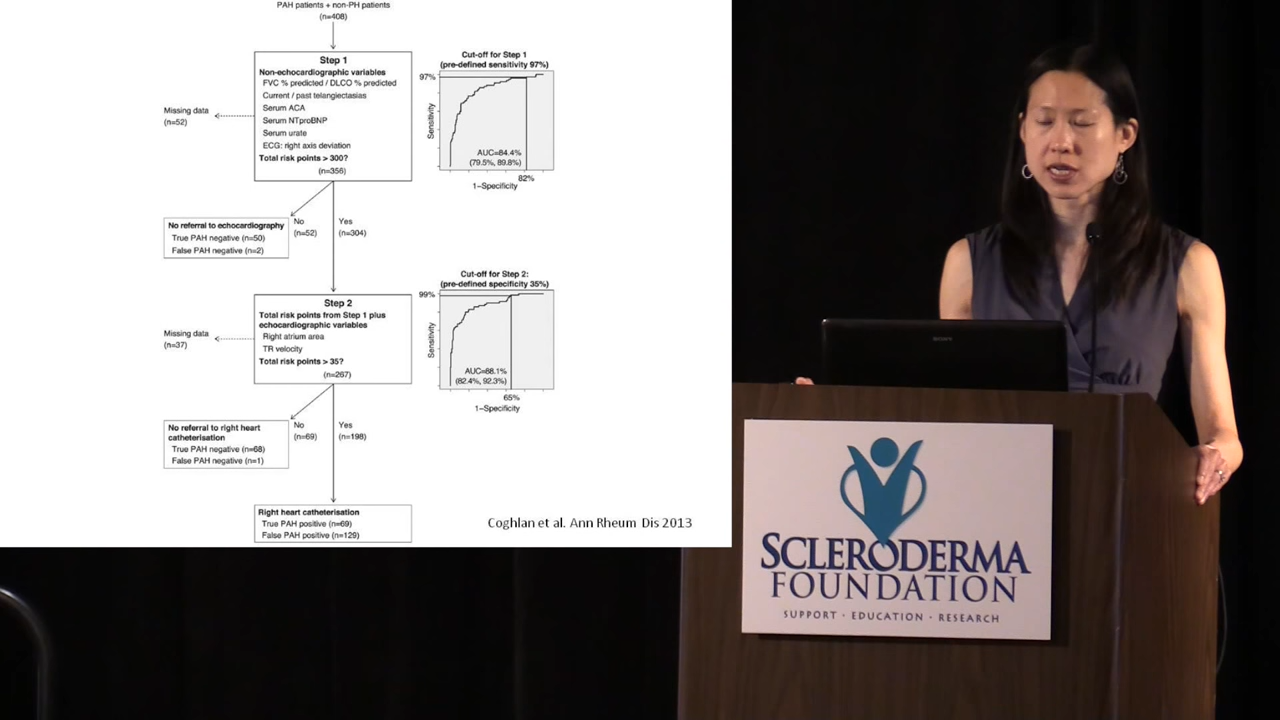 PAH patients + non-PH patients
(n=408)
Step 1
Non-echocardiographic variables
FVC % predicted / DLCO % predicted
Current / past telangiectasias
Serum ACA
Serum NTproBNP
Serum urate
ECG: right axis deviation
Total risk points > 300?
(n=356)
Missing data
(n=52)
Cut-off for Step 1
(pre-defined sensitivity 97%)
97%
Sensitivity
AUC=84.4%
(79.5%, 89.8%)
82%
1-Specificity
No
(n=52)
Yes
(n=304)
No referral to echocardiography
True PAH negative (n=50)
False PAH negative (n=2)
Step 2
Total risk points from Step 1 plus
echocardiographic variables
Right atrium area
TR velocity
Total risk points > 35?
(n=267)
Missing data
(n=37)
Cut-off for Step 2:
(pre-defined specificity 35%)
99%
Sensitivity
AUC=88.1%
(82.4%, 92.3%)
65%
1-Specificity
No
(n=69)
Yes
(n=198)
No referral to right heart
catheterisation
True PAH negative (n=68)
False PAH negative (n=1)
Right heart catheterisation
True PAH positive (n=69)
False PAH positive (n=129)
Coghlan et al. Ann Rheum Dis 2013
SONY
SCLERODERMA
FOUNDATION
SUPPORT · EDUCATION · RESEARCH